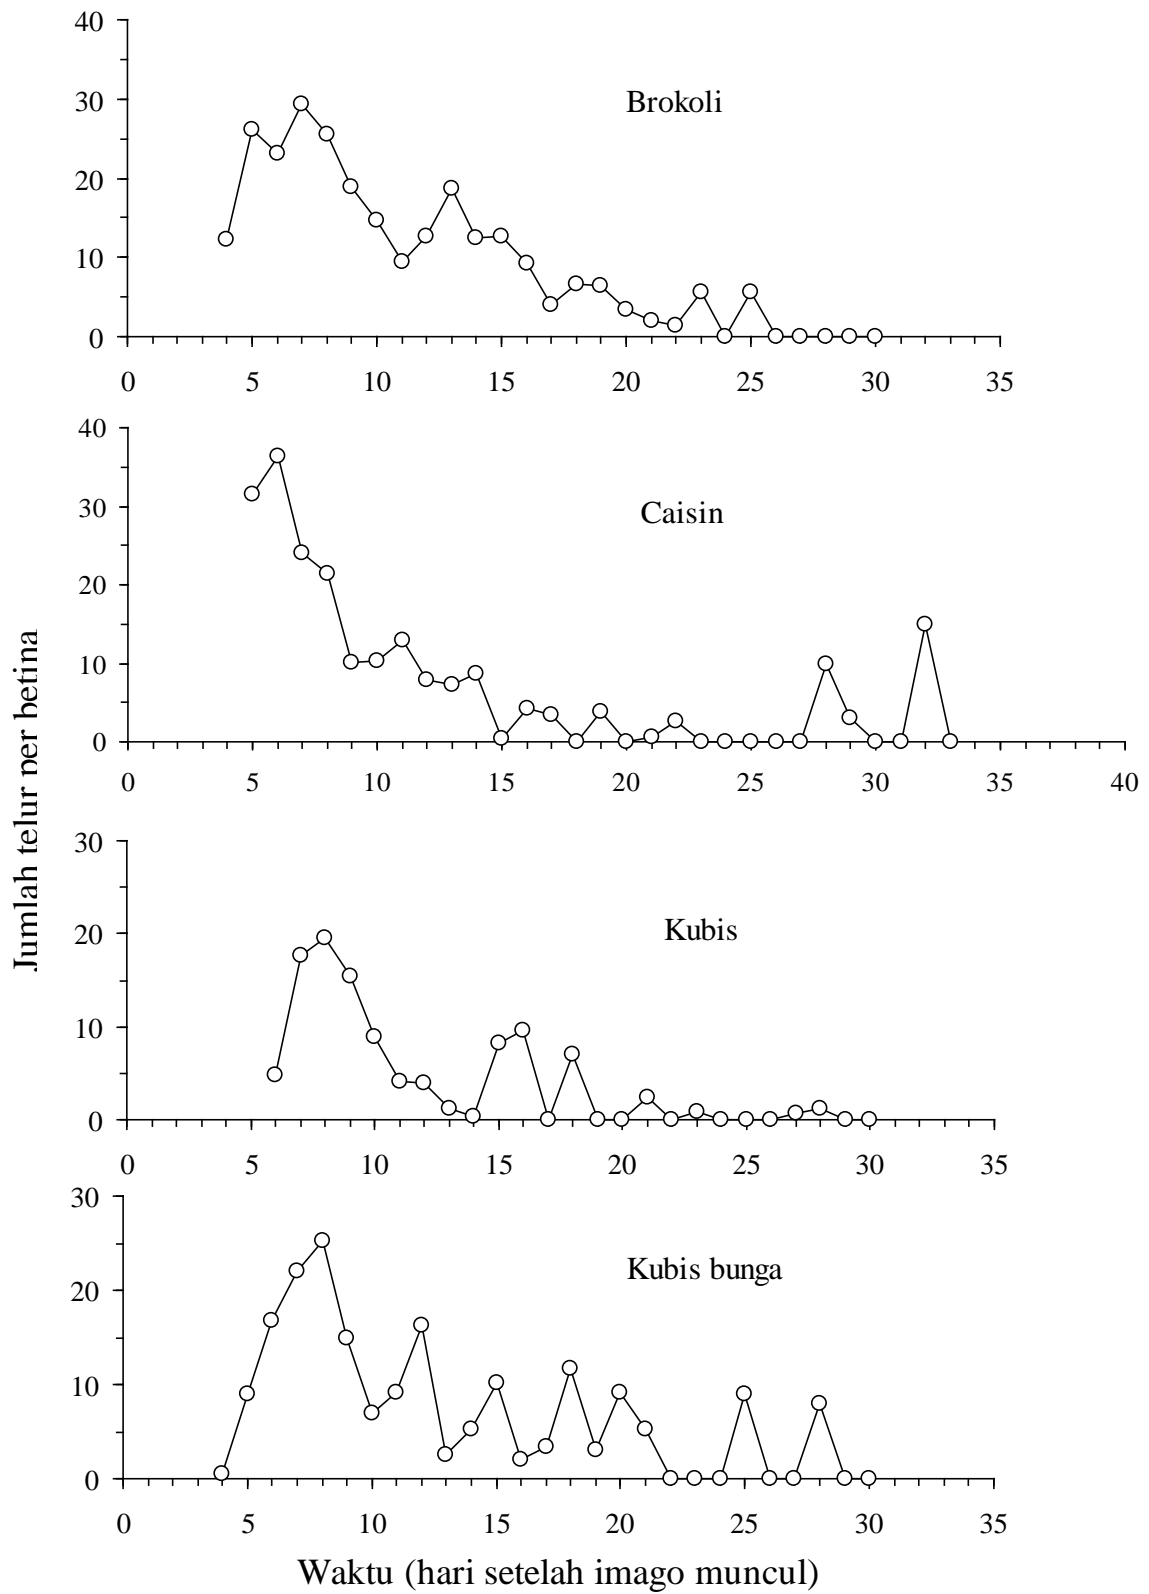 40
30
20
10
0
Brokoli
0 5 10 15 20 25 30 35
40
30
20
10
0
Caisin
0 5 10 15 20 25 30 35 40
Jumlah telur per betina
30
20
10
0
Kubis
0 5 10 15 20 25 30 35
30
20
10
0
Kubis bunga
0 5 10 15 20 25 30 35
Waktu (hari setelah imago muncul)